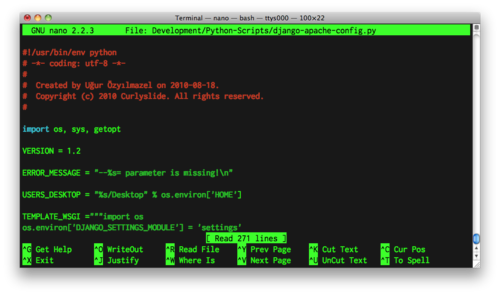 Terminal — nano — bash — ttys000 — 100×22
GNU nano 2.2.3 File: Development/Python-Scripts/django-apache-config.py
#!/usr/bin/env python
# -*- coding: utf-8 -*-
#
# Created by Uğur Özyılmazel on 2010-08-18.
# Copyright (c) 2010 Curlyslide. All rights reserved.
#
import os, sys, getopt
VERSION = 1.2
ERROR_MESSAGE = "--%s= parameter is missing!\n"
USERS_DESKTOP = "%s/Desktop" % os.environ['HOME']
TEMPLATE_WSGI ="""import os
os.environ['DJANGO_SETTINGS_MODULE'] = 'settings'
[ Read 271 lines ]
^G Get Help ^O WriteOut ^R Read File ^Y Prev Page ^K Cut Text ^C Cur Pos
^X Exit ^J Justify ^W Where Is ^V Next Page ^U UnCut Text ^T To Spell